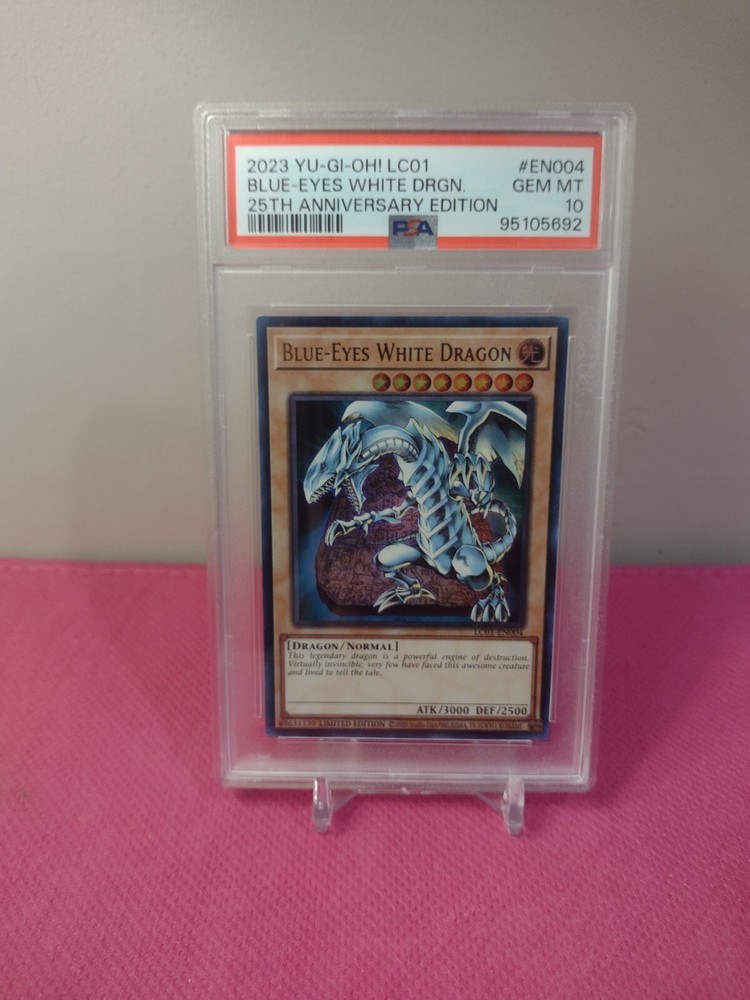 2023 YU-GI-OH! LC01 #EN004
BLUE-EYES WHITE DRGN. GEM MT
25TH ANNIVERSARY EDITION 10
PSA 95105692
BLUE-EYES WHITE DRAGON 光
LC01-EN004
[DRAGON/NORMAL]
This legendary dragon is a powerful engine of destruction.
Virtually invincible, very few have faced this awesome creature
and lived to tell the tale.
ATK/3000 DEF/2500
LIMITED EDITION